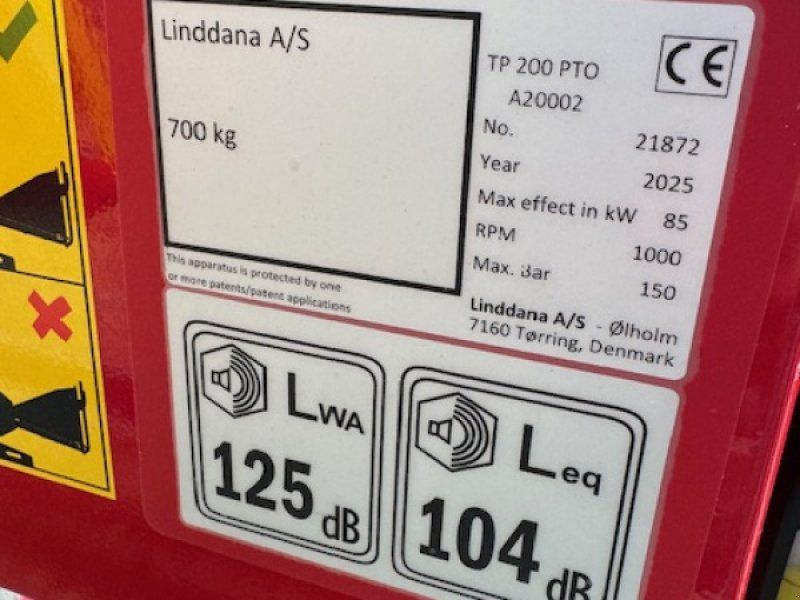 Linddana A/S
700 kg
This apparatus is protected by one
or more patents/patent applications
TP 200 PTO
A20002
CE
No. 21872
Year 2025
Max effect in kW 85
RPM 1000
Max. Bar 150
Linddana A/S - Ølholm
7160 Tørring, Denmark
LWA
125 dB
Leq
104 dB